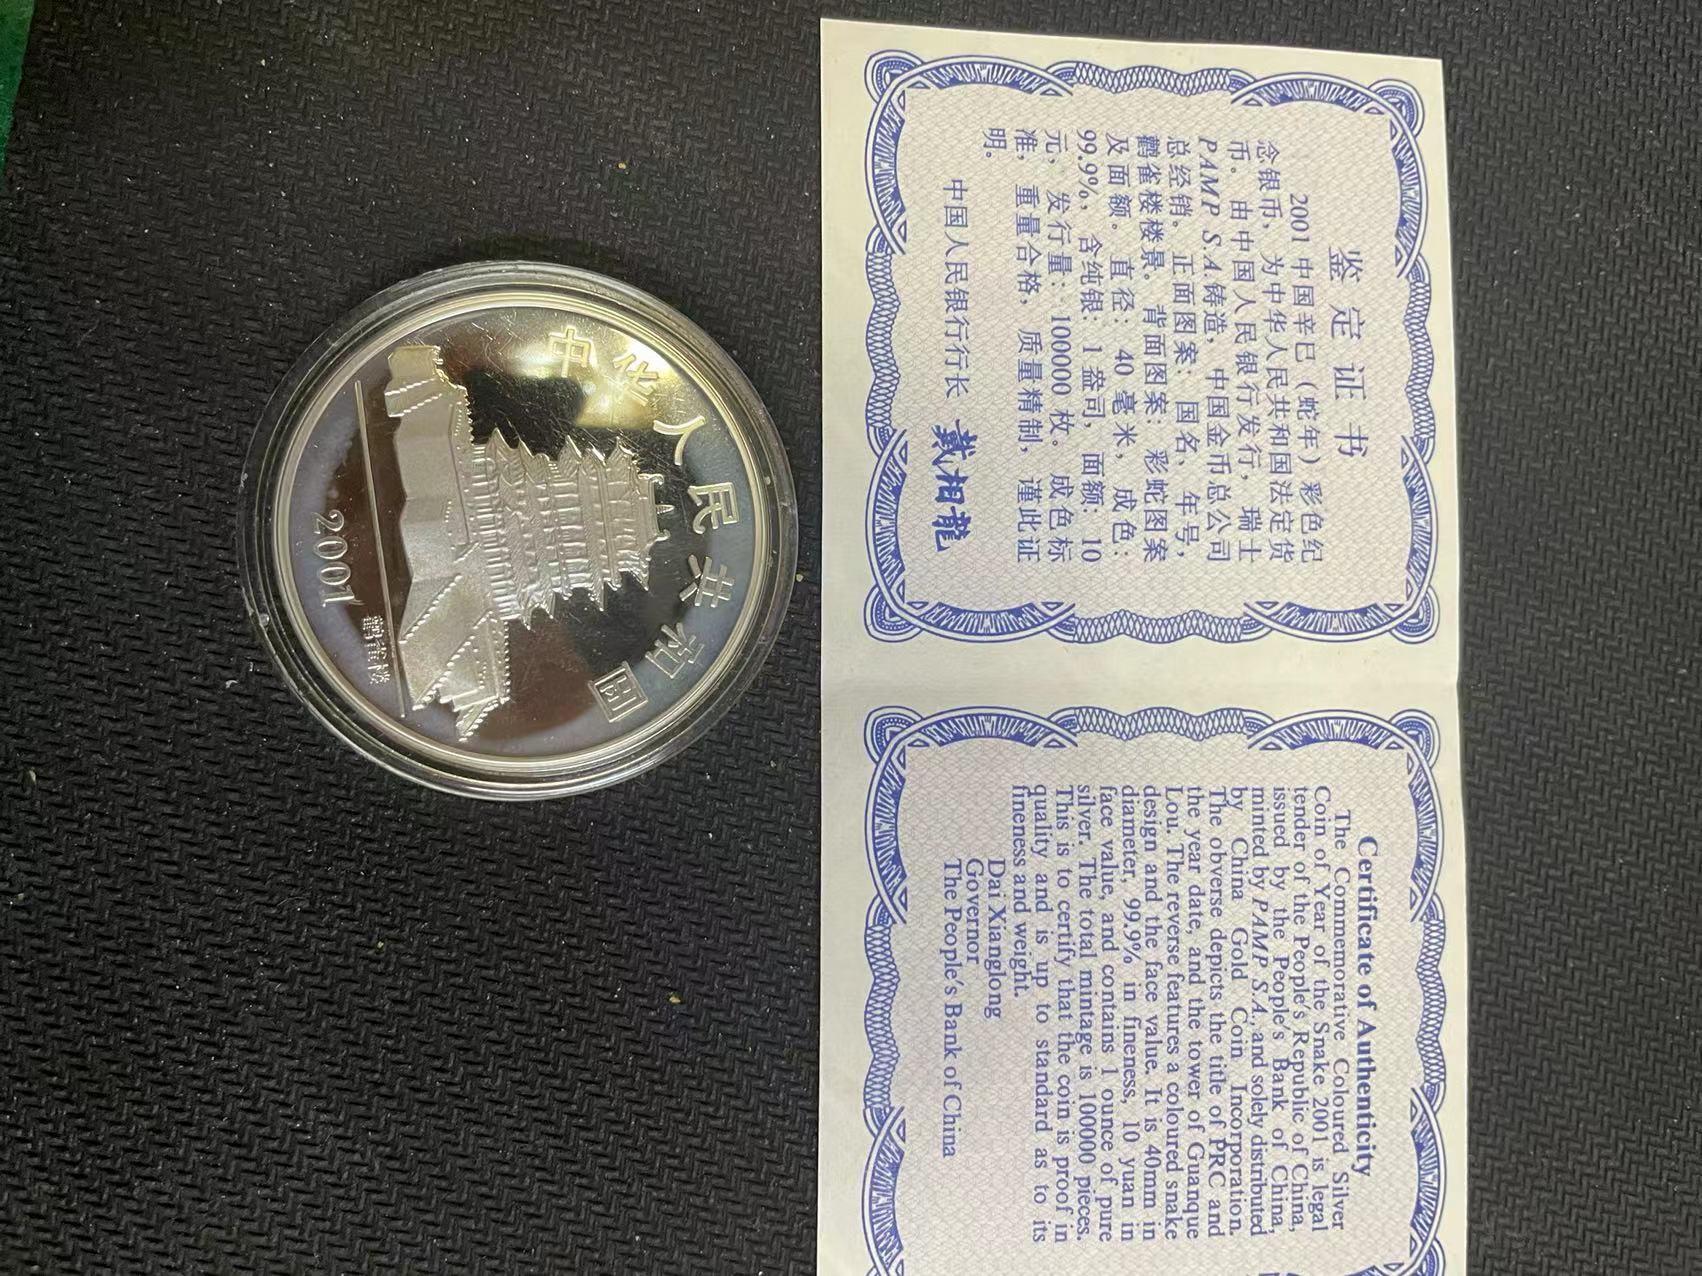 中华人民共和国
鹳雀楼
2001
鉴定证书
2001 中国辛巳（蛇年）彩色纪
念银币，为中华人民共和国法定货
币。由中国人民银行发行，瑞士
PAMP S.A.铸造，中国金币总公司
总经销。正面图案：国名、年号，
鹳雀楼楼景。背面图案：彩蛇图案
及面额。直径：40 毫米，成色：
99.9%，含纯银：1 盎司，面额：10
元，发行量：100000 枚。成色标
准，重量合格，质量精制，谨此证
明。
中国人民银行行长 戴相龙
Certificate of Authenticity
The Commemorative Coloured Silver
Coin of Year of the Snake 2001 is legal
tender of the People's Republic of China,
issued by the People's Bank of China,
minted by PAMP S.A., and solely distributed
by China Gold Coin Incorporation.
The obverse depicts the title of PRC and
the year date, and the tower of Guanque
Lou. The reverse features a coloured snake
design and the face value. It is 40mm in
diameter, 99.9% in fineness, 10 yuan in
face value, and contains 1 ounce of pure
silver. The total mintage is 100000 pieces.
This is to certify that the coin is proof in
quality and is up to standard as to its
fineness and weight.
Dai Xianglong
Governor
The People's Bank of China